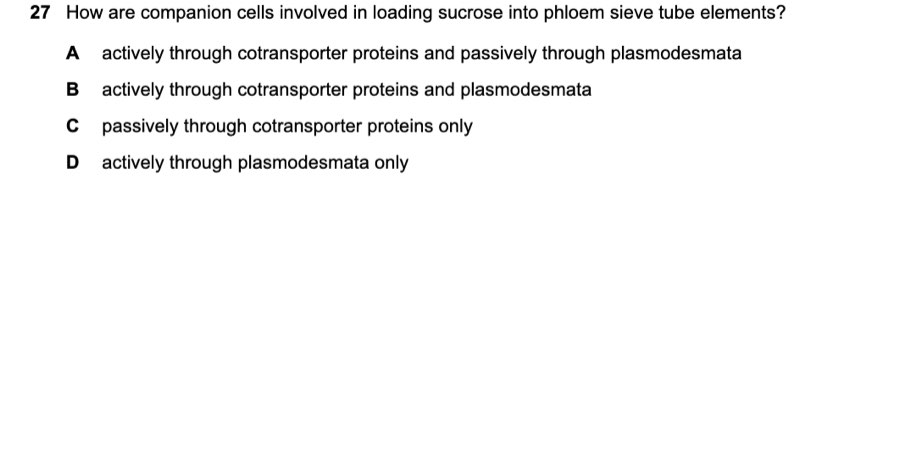 27 How are companion cells involved in loading sucrose into phloem sieve tube elements?
A actively through cotransporter proteins and passively through plasmodesmata
B actively through cotransporter proteins and plasmodesmata
C passively through cotransporter proteins only
D actively through plasmodesmata only